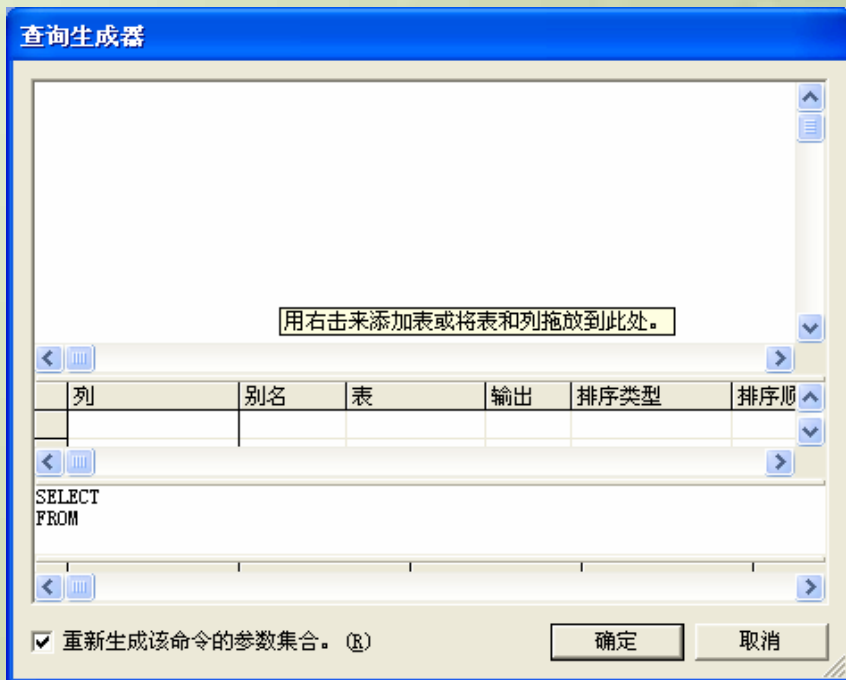 查询生成器
用右击来添加表或将表和列拖放到此处。
列 别名 表 输出 排序类型 排序顺
SELECT
FROM
重新生成该命令的参数集合。(R) 确定 取消